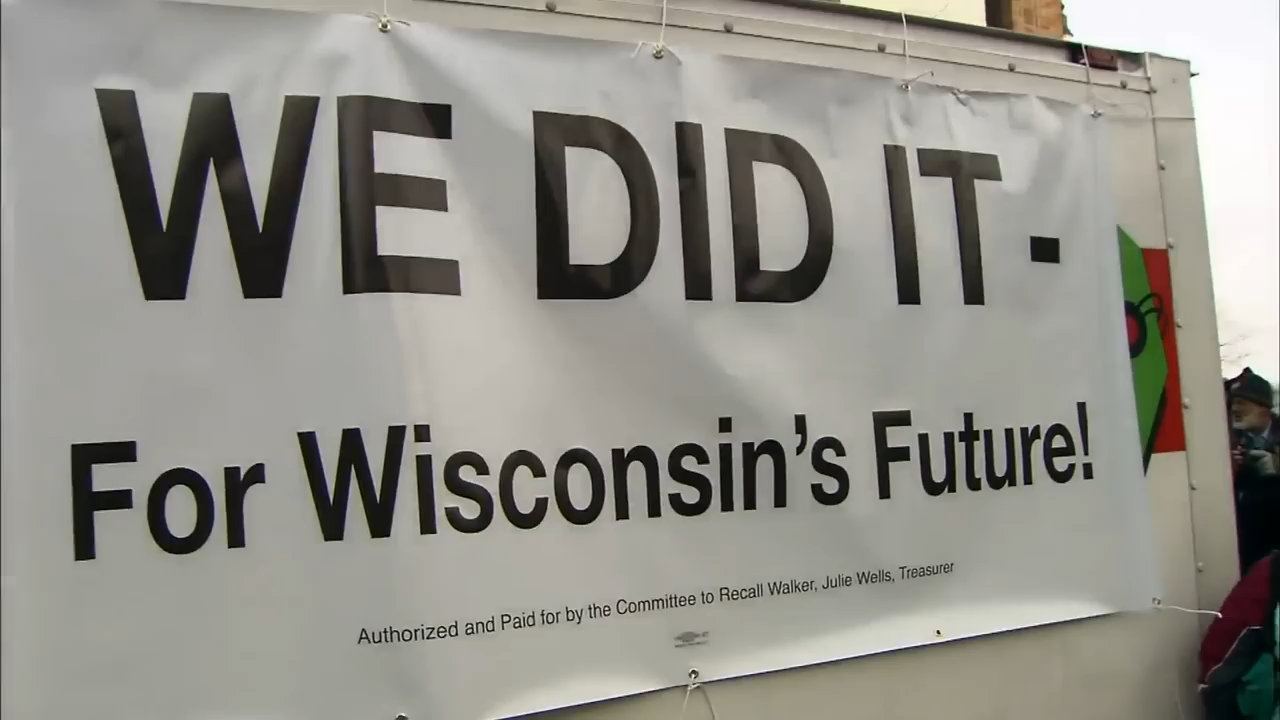 WE DID IT -
For Wisconsin's Future!
Authorized and Paid for by the Committee to Recall Walker, Julie Wells, Treasurer